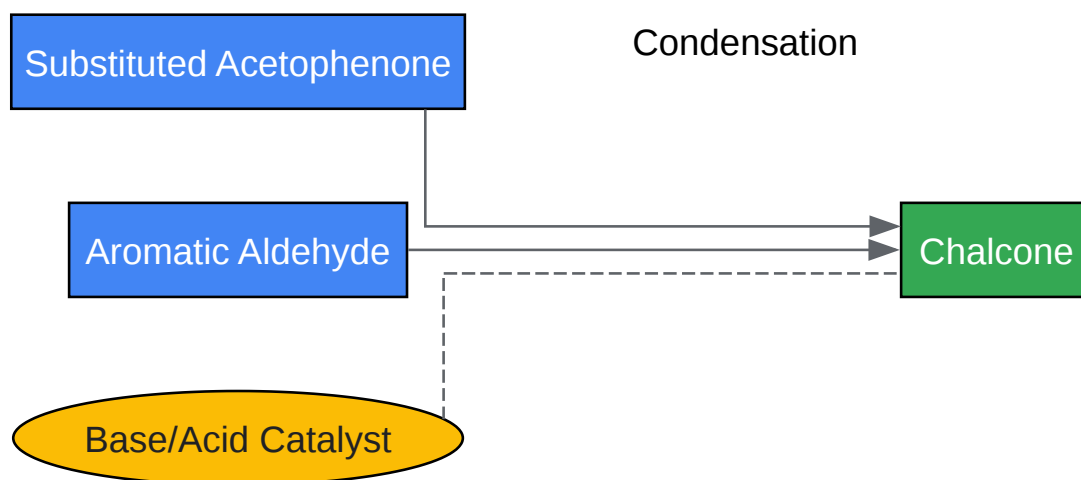 Substituted Acetophenone
Condensation
Aromatic Aldehyde
Chalcone
Base/Acid Catalyst